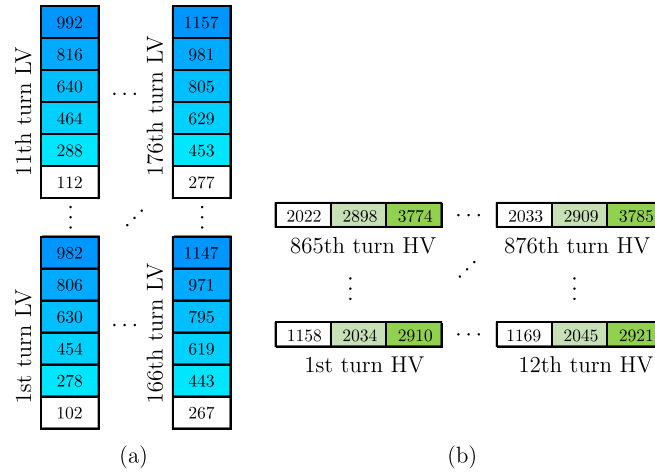 11th turn LV
992
816
640
464
288
112
...
176th turn LV
1157
981
805
629
453
277
1st turn LV
982
806
630
454
278
102
...
166th turn LV
1147
971
795
619
443
267
(a)
2022 2898 3774 ... 2033 2909 3785
865th turn HV 876th turn HV
1158 2034 2910 ... 1169 2045 2921
1st turn HV 12th turn HV
(b)